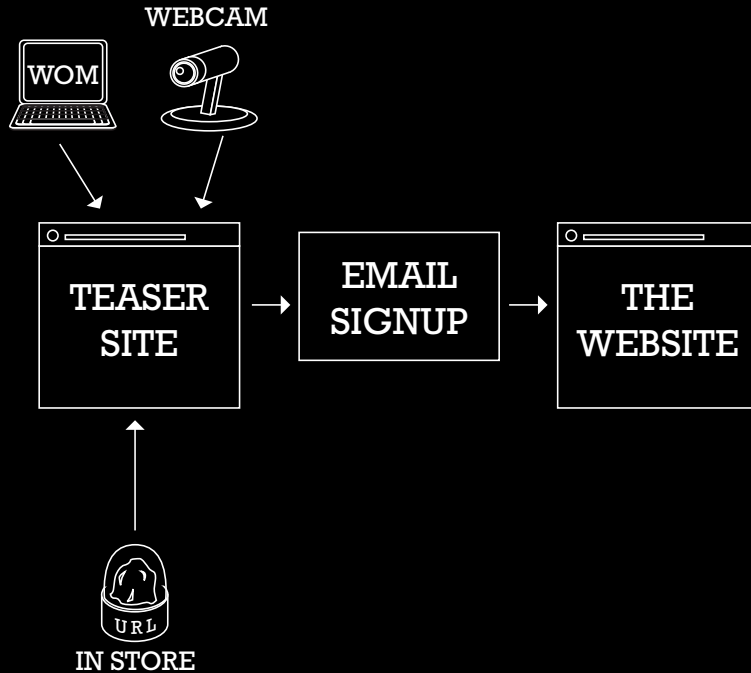 WEBCAM
WOM
TEASER
SITE
EMAIL
SIGNUP
THE
WEBSITE
URL
IN STORE